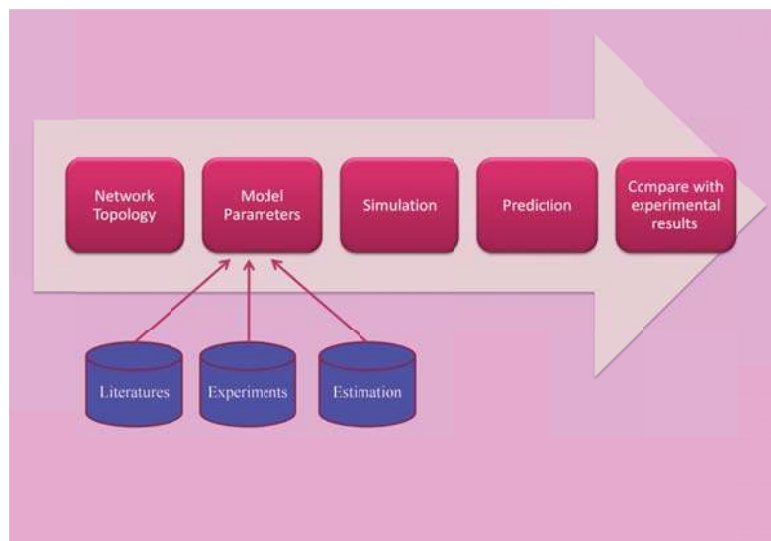 Network
Topology
Model
Parameters
Simulation
Prediction
Compare with
experimental
results
Literatures
Experiments
Estimation